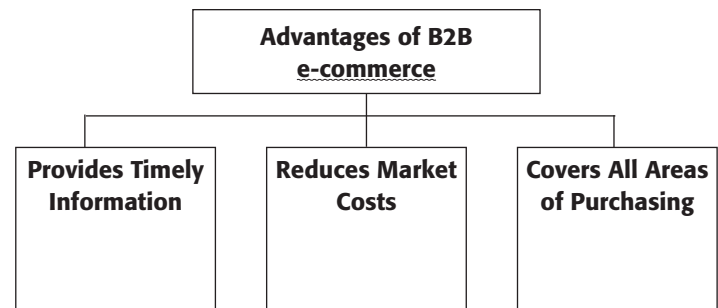 Advantages of B2B
e-commerce
Provides Timely
Information
Reduces Market
Costs
Covers All Areas
of Purchasing